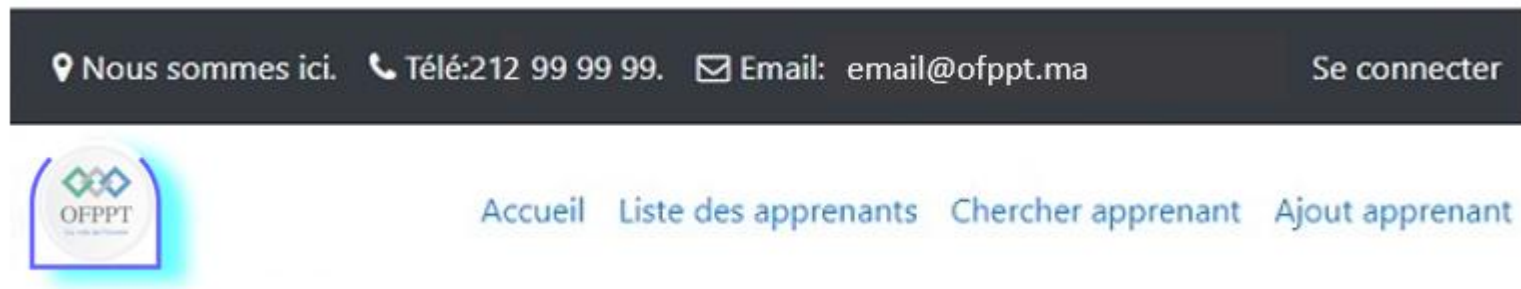 Nous sommes ici. Télé:212 99 99 99. Email: email@ofppt.ma Se connecter
OFPPT
Accueil Liste des apprenants Chercher apprenant Ajout apprenant